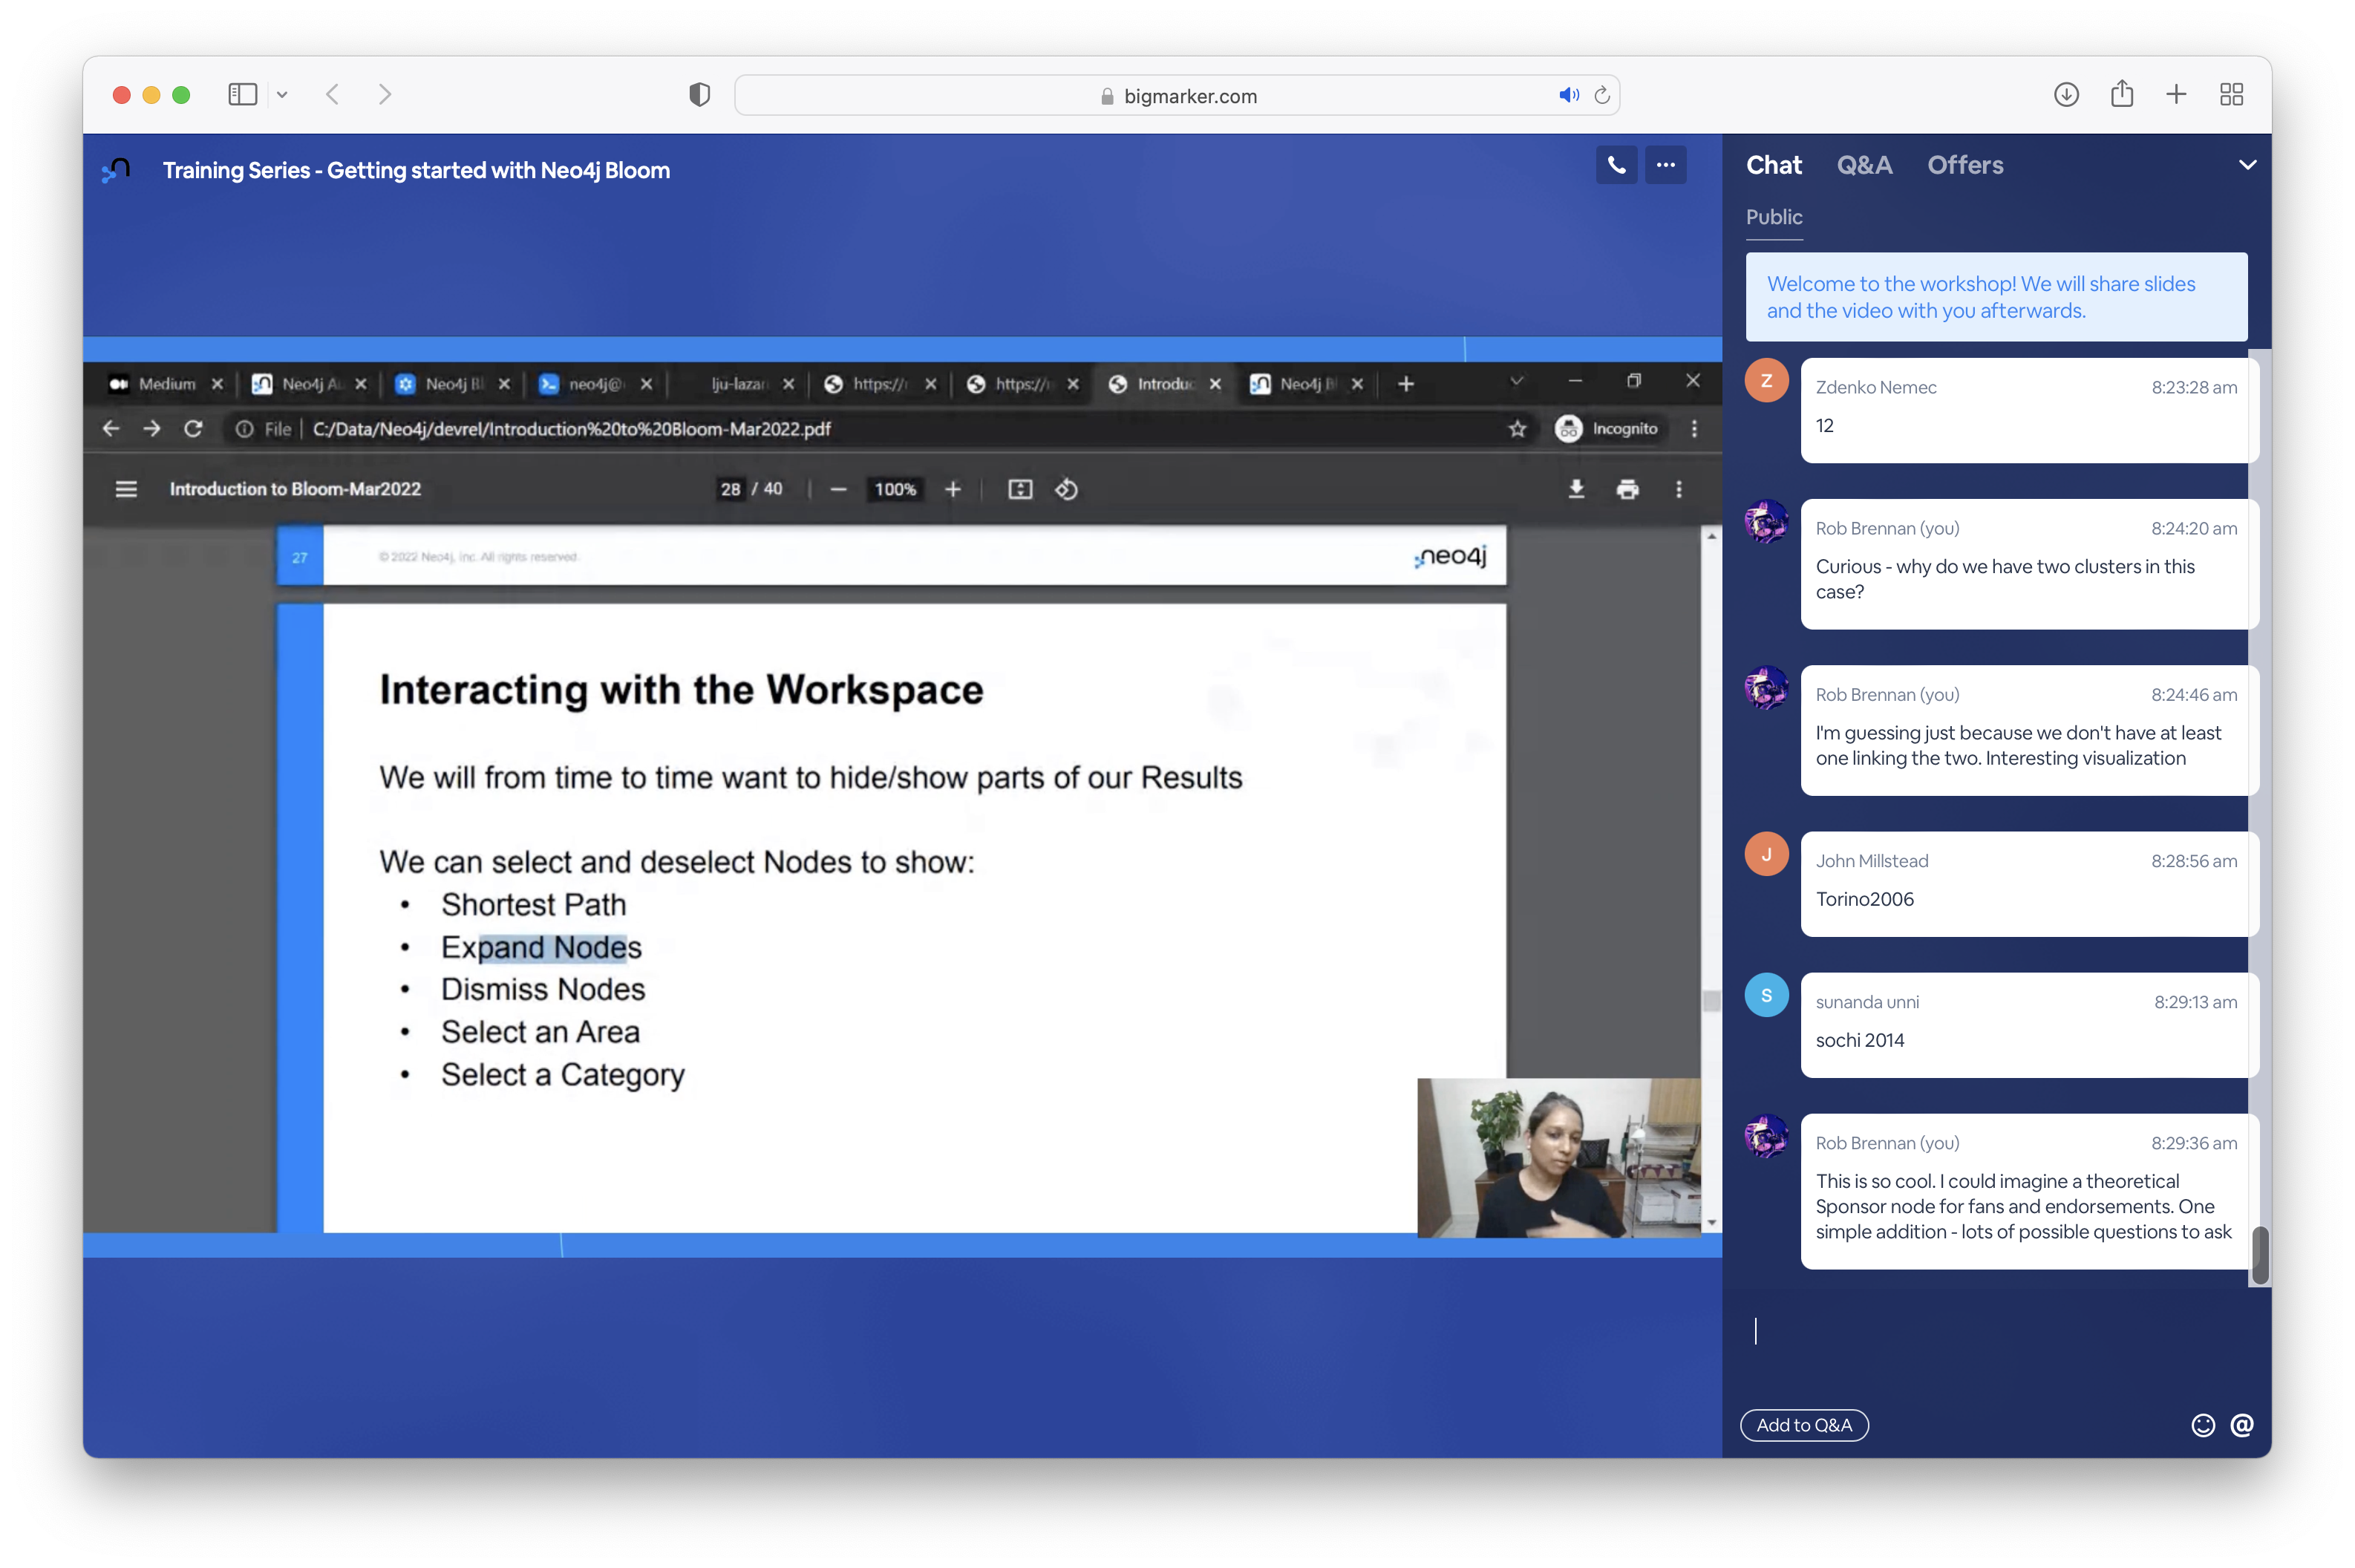 bigmarker.com
Training Series - Getting started with Neo4j Bloom
Medium
Neo4j
Neo4j Bl
neo4j@
lju-lazar
https://
https://
Introduc
Neo4j Bl
File
C:/Data/Neo4j/devrel/Introduction%20to%20Bloom-Mar2022.pdf
Incognito
Introduction to Bloom-Mar2022
28 / 40
100%
27
© 2022 Neo4j, Inc. All rights reserved.
neo4j
Interacting with the Workspace
We will from time to time want to hide/show parts of our Results
We can select and deselect Nodes to show:
• Shortest Path
• Expand Nodes
• Dismiss Nodes
• Select an Area
• Select a Category
Chat
Q&A
Offers
Public
Welcome to the workshop! We will share slides
and the video with you afterwards.
Z
Zdenko Nemec 8:23:28 am
12
Rob Brennan (you) 8:24:20 am
Curious - why do we have two clusters in this
case?
Rob Brennan (you) 8:24:46 am
I'm guessing just because we don't have at least
one linking the two. Interesting visualization
J
John Millstead 8:28:56 am
Torino2006
S
sunanda unni 8:29:13 am
sochi 2014
Rob Brennan (you) 8:29:36 am
This is so cool. I could imagine a theoretical
Sponsor node for fans and endorsements. One
simple addition - lots of possible questions to ask
Add to Q&A
@